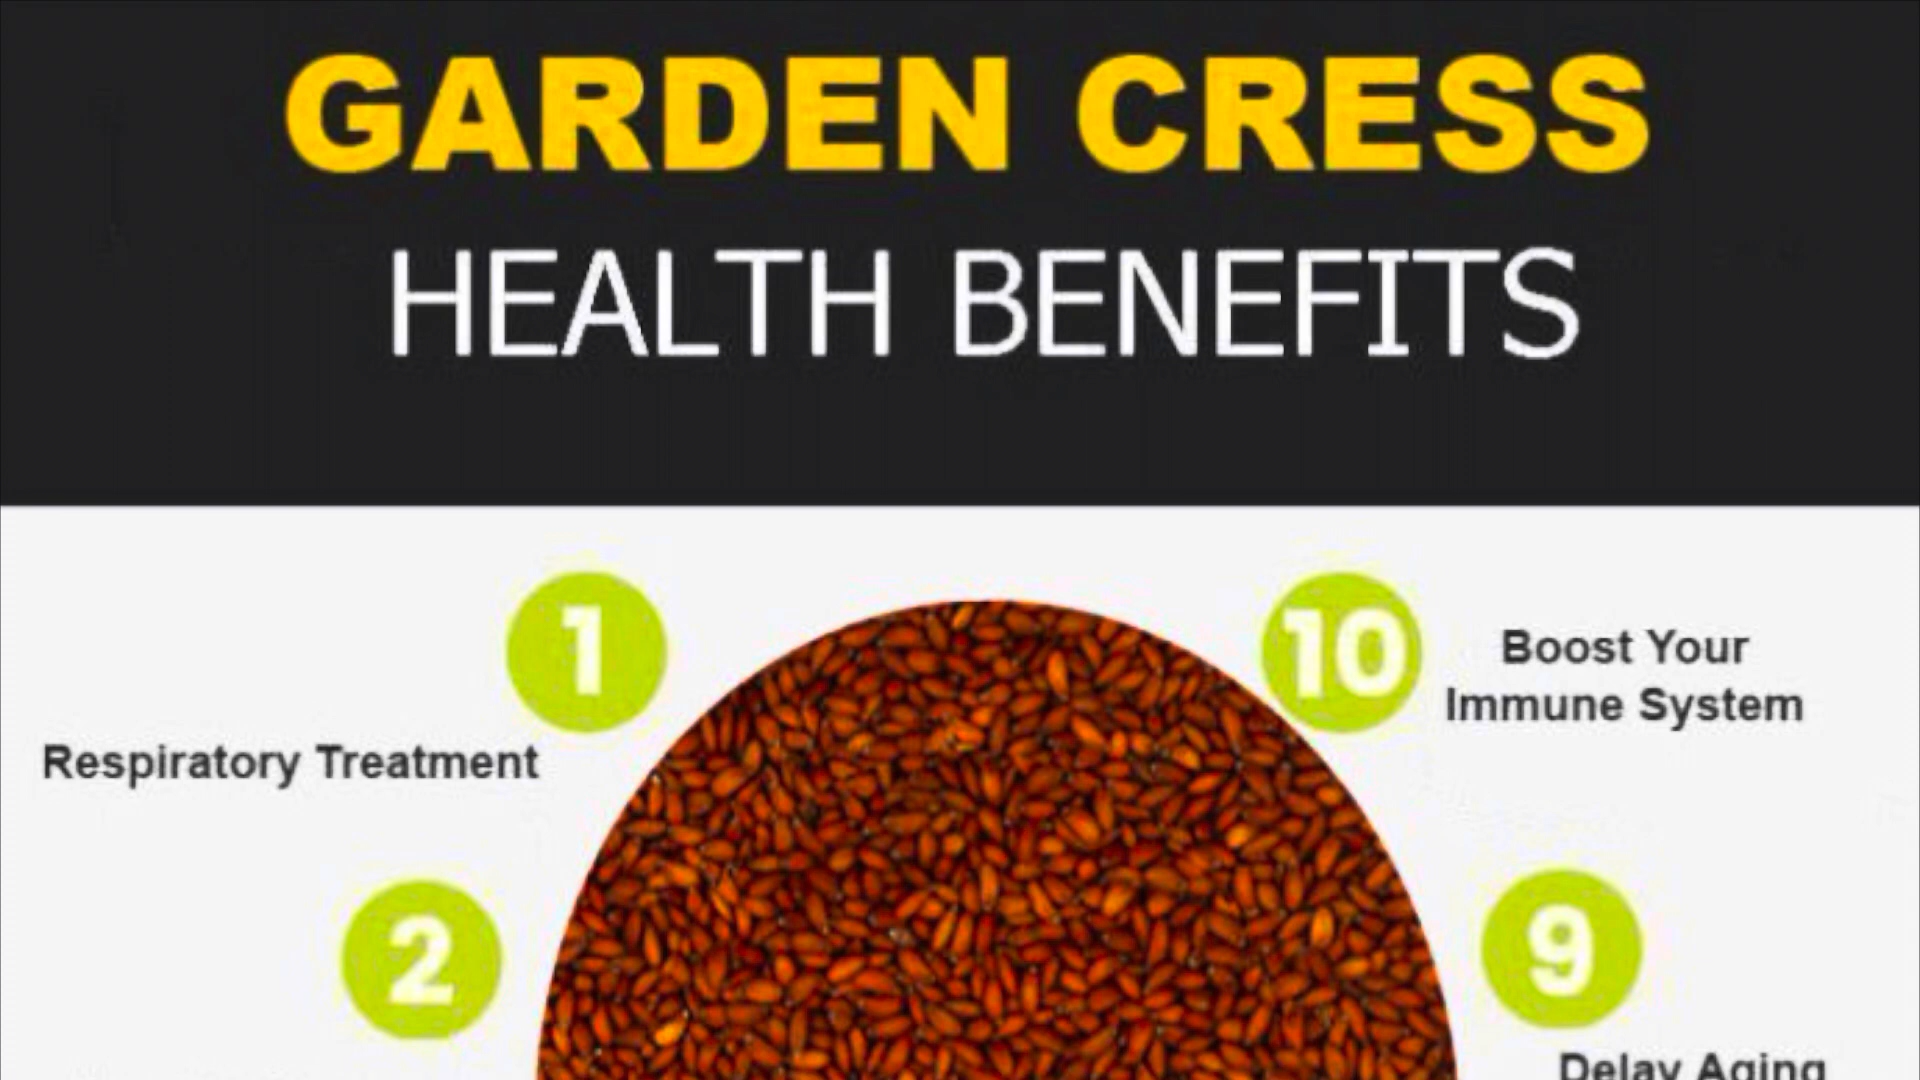 GARDEN CRESS
HEALTH BENEFITS
1
Respiratory Treatment
2
10
Boost Your
Immune System
9
Delay Aging